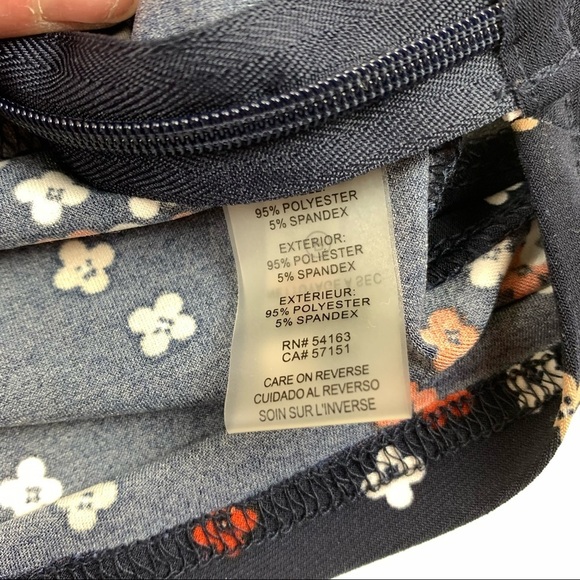 95% POLYESTER
5% SPANDEX
EXTERIOR:
95% POLIÉSTER
5% SPANDEX
EXTÉRIEUR:
95% POLYESTER
5% SPANDEX
RN# 54163
CA# 57151
CARE ON REVERSE
CUIDADO AL REVERSO
SOIN SUR L'INVERSE